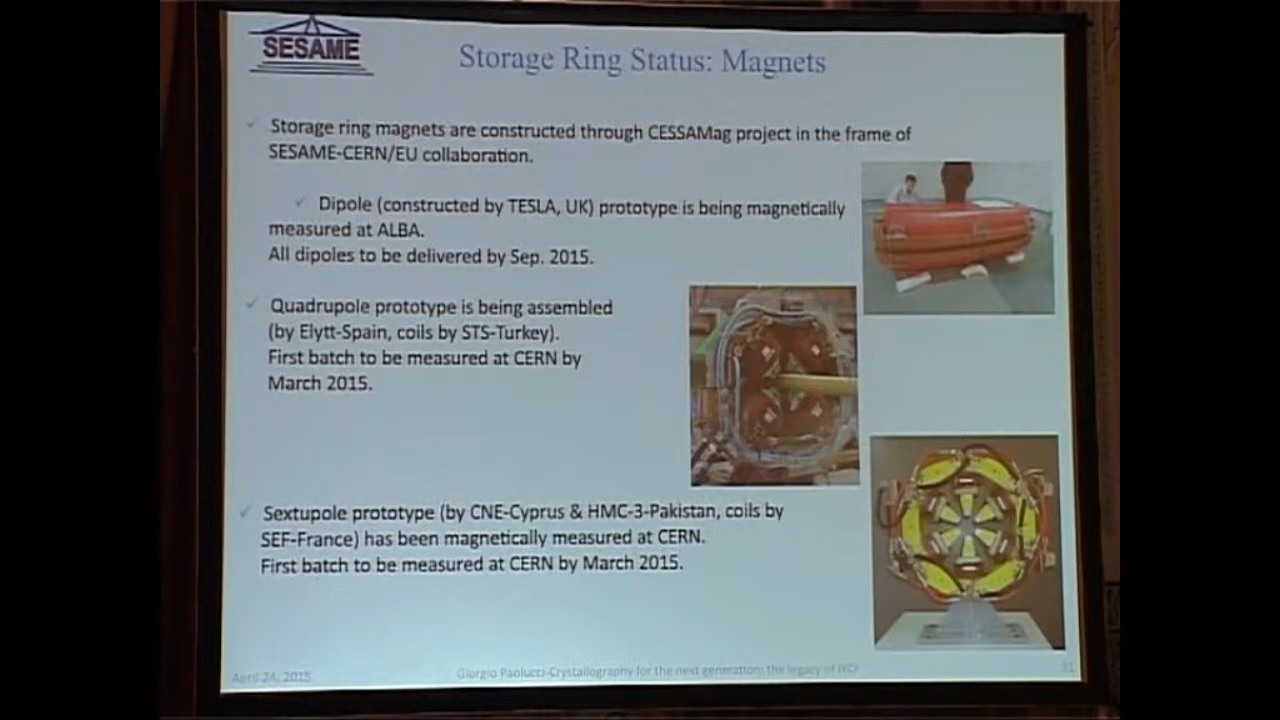 SESAME
Storage Ring Status: Magnets
Storage ring magnets are constructed through CESSAMag project in the frame of
SESAME-CERN/EU collaboration.
Dipole (constructed by TESLA, UK) prototype is being magnetically
measured at ALBA.
All dipoles to be delivered by Sep. 2015.
Quadrupole prototype is being assembled
(by Elytt-Spain, coils by STS-Turkey).
First batch to be measured at CERN by
March 2015.
Sextupole prototype (by CNE-Cyprus & HMC-3-Pakistan, coils by
SEF-France) has been magnetically measured at CERN.
First batch to be measured at CERN by March 2015.
April 24, 2015
Giorgio Paolucci-Crystallography for the next generation: the legacy of IYCr